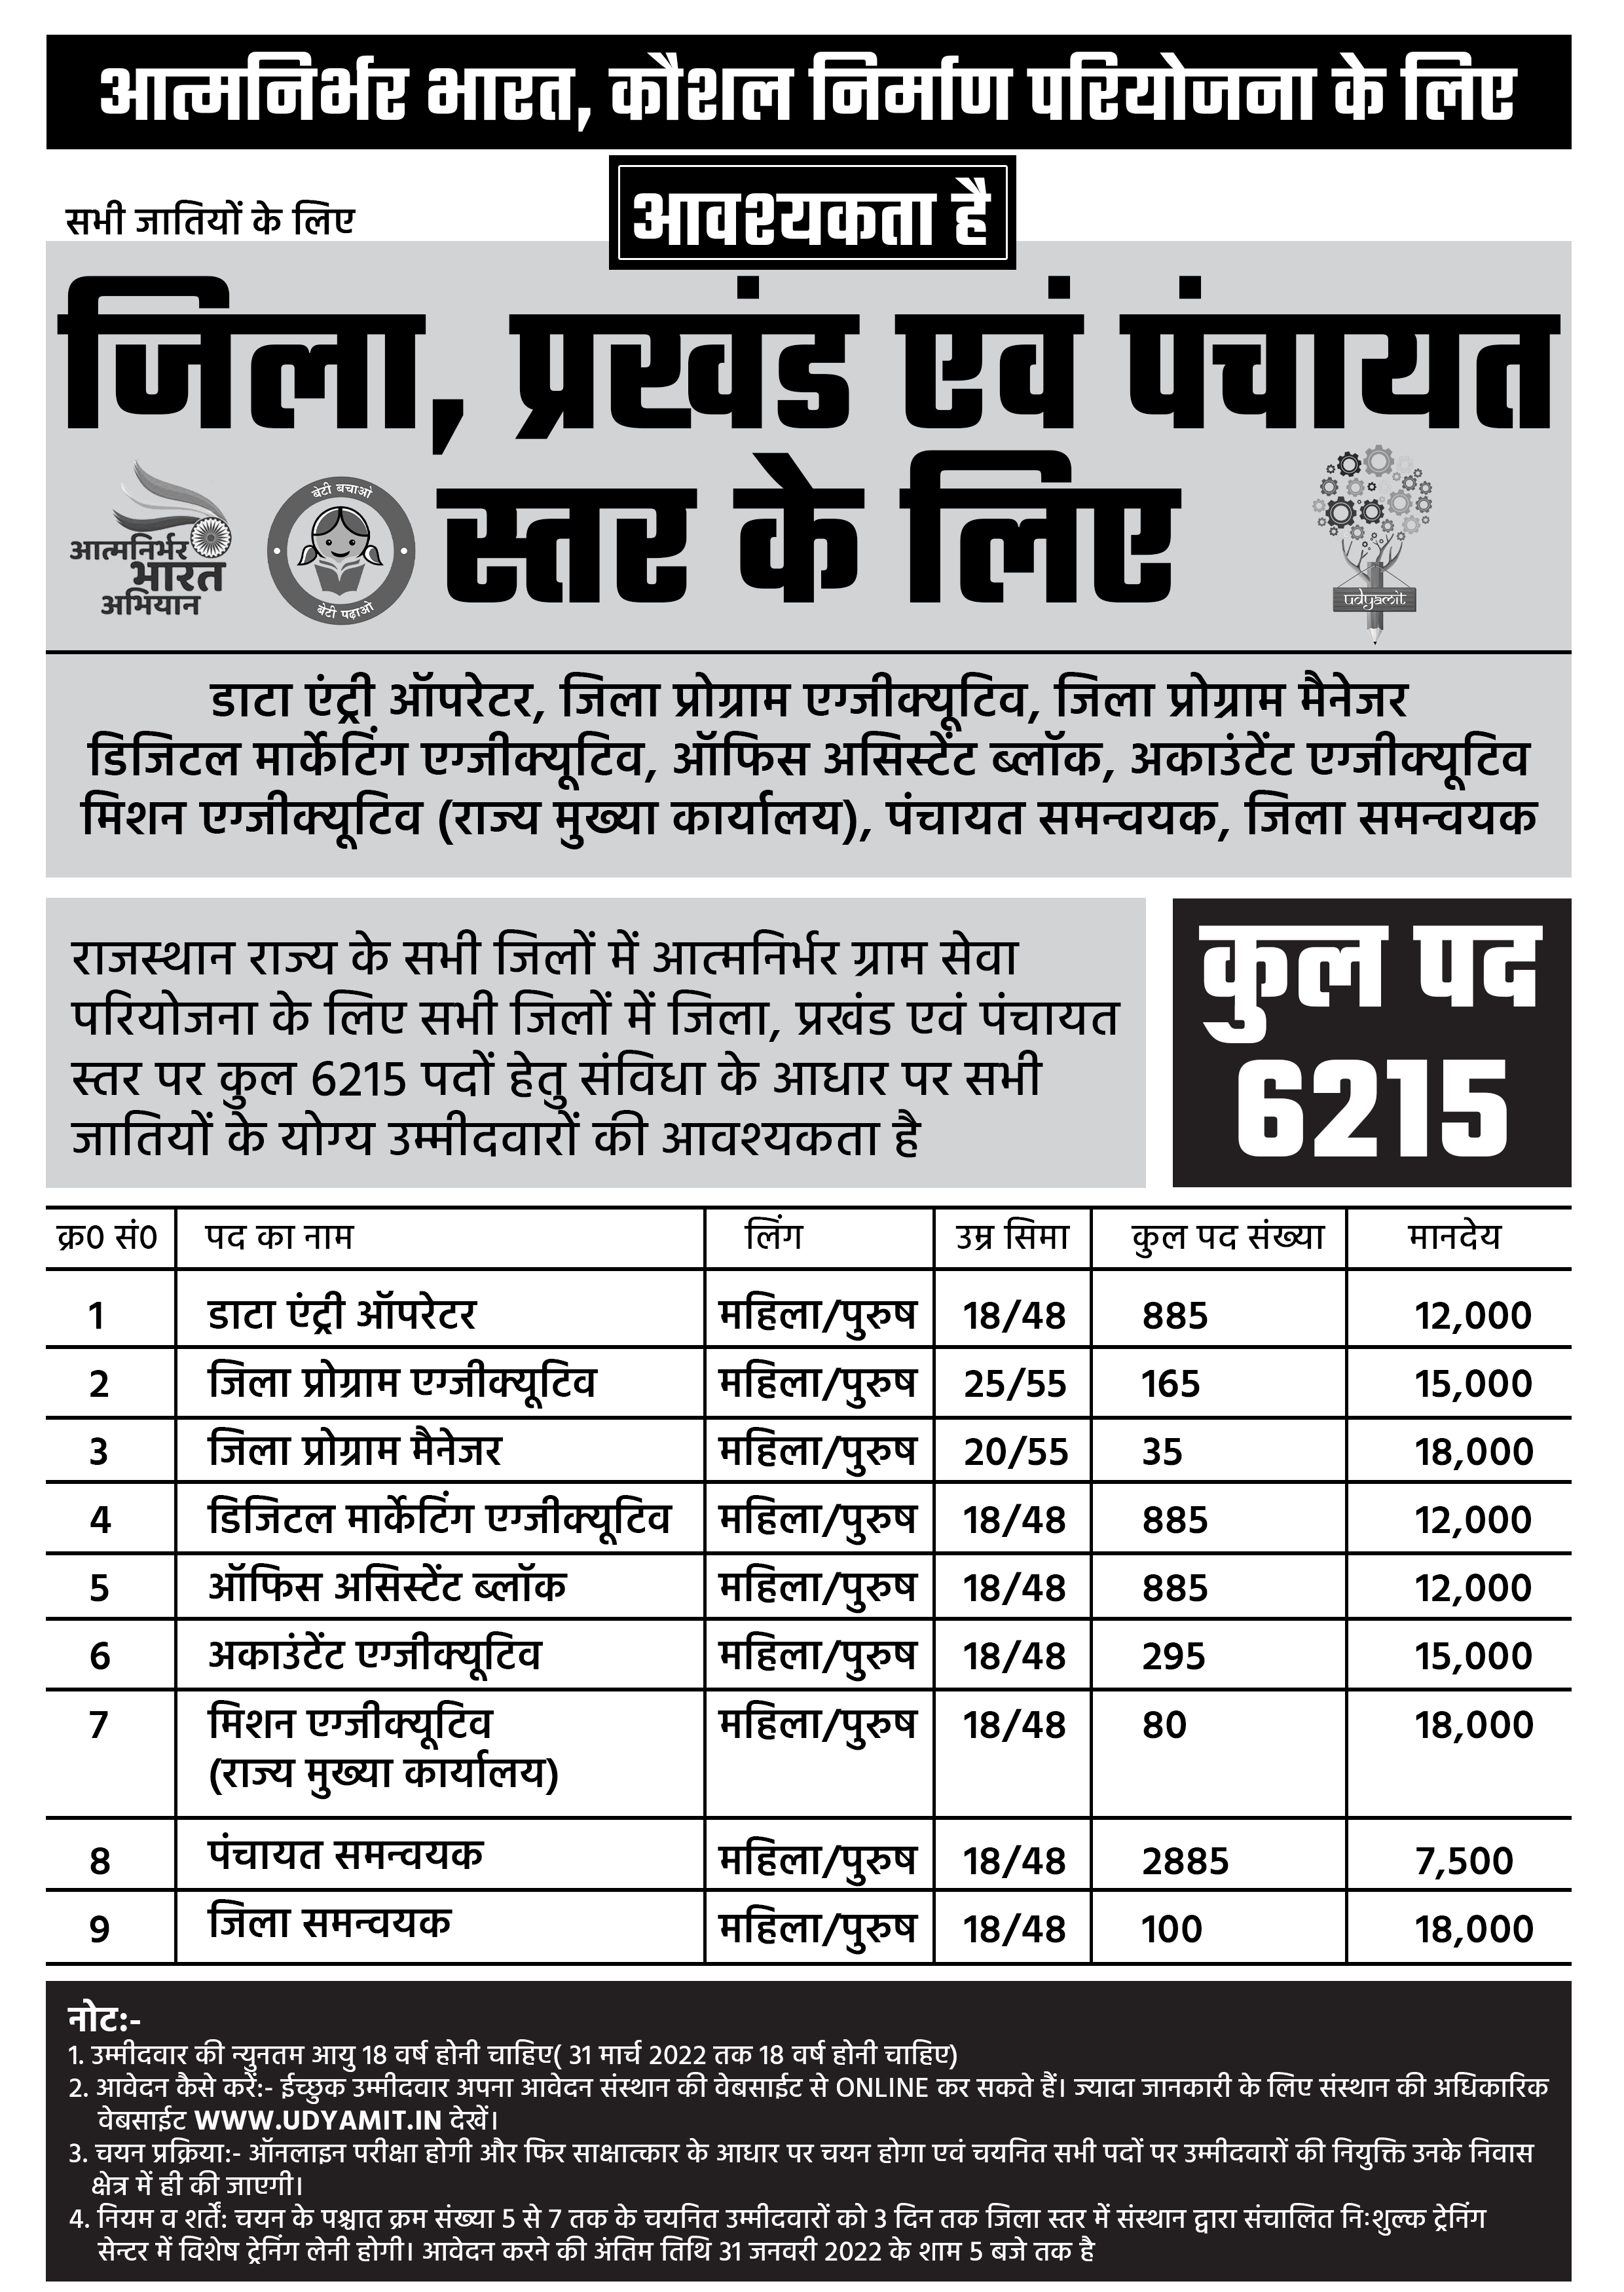 आत्मनिर्भर भारत, कौशल निर्माण परियोजना के लिए
आवश्यकता है
सभी जातियों के लिए
जिला, प्रखंड एवं पंचायत
स्तर के लिए
आत्मनिर्भर
भारत
अभियान
बेटी बचाओ
बेटी पढ़ाओ
udyamit
डाटा एंट्री ऑपरेटर, जिला प्रोग्राम एग्जीक्यूटिव, जिला प्रोग्राम मैनेजर
डिजिटल मार्केटिंग एग्जीक्यूटिव, ऑफिस असिस्टेंट ब्लॉक, अकाउंटेंट एग्जीक्यूटिव
मिशन एग्जीक्यूटिव (राज्य मुख्या कार्यालय), पंचायत समन्वयक, जिला समन्वयक
राजस्थान राज्य के सभी जिलों में आत्मनिर्भर ग्राम सेवा
परियोजना के लिए सभी जिलों में जिला, प्रखंड एवं पंचायत
स्तर पर कुल 6215 पदों हेतु संविधा के आधार पर सभी
जातियों के योग्य उम्मीदवारों की आवश्यकता है
कुल पद
6215
क्र0 सं0 पद का नाम लिंग उम्र सिमा कुल पद संख्या मानदेय
1 डाटा एंट्री ऑपरेटर महिला/पुरुष 18/48 885 12,000
2 जिला प्रोग्राम एग्जीक्यूटिव महिला/पुरुष 25/55 165 15,000
3 जिला प्रोग्राम मैनेजर महिला/पुरुष 20/55 35 18,000
4 डिजिटल मार्केटिंग एग्जीक्यूटिव महिला/पुरुष 18/48 885 12,000
5 ऑफिस असिस्टेंट ब्लॉक महिला/पुरुष 18/48 885 12,000
6 अकाउंटेंट एग्जीक्यूटिव महिला/पुरुष 18/48 295 15,000
7 मिशन एग्जीक्यूटिव महिला/पुरुष 18/48 80 18,000
(राज्य मुख्या कार्यालय)
8 पंचायत समन्वयक महिला/पुरुष 18/48 2885 7,500
9 जिला समन्वयक महिला/पुरुष 18/48 100 18,000
नोट:-
1. उम्मीदवार की न्युनतम आयु 18 वर्ष होनी चाहिए( 31 मार्च 2022 तक 18 वर्ष होनी चाहिए)
2. आवेदन कैसे करें:- ईच्छुक उम्मीदवार अपना आवेदन संस्थान की वेबसाईट से ONLINE कर सकते हैं। ज्यादा जानकारी के लिए संस्थान की अधिकारिक
वेबसाईट WWW.UDYAMIT.IN देखें।
3. चयन प्रक्रिया:- ऑनलाइन परीक्षा होगी और फिर साक्षात्कार के आधार पर चयन होगा एवं चयनित सभी पदों पर उम्मीदवारों की नियुक्ति उनके निवास
क्षेत्र में ही की जाएगी।
4. नियम व शर्तें: चयन के पश्चात क्रम संख्या 5 से 7 तक के चयनित उम्मीदवारों को 3 दिन तक जिला स्तर में संस्थान द्वारा संचालित निःशुल्क ट्रेनिंग
सेन्टर में विशेष ट्रेनिंग लेनी होगी। आवेदन करने की अंतिम तिथि 31 जनवरी 2022 के शाम 5 बजे तक है